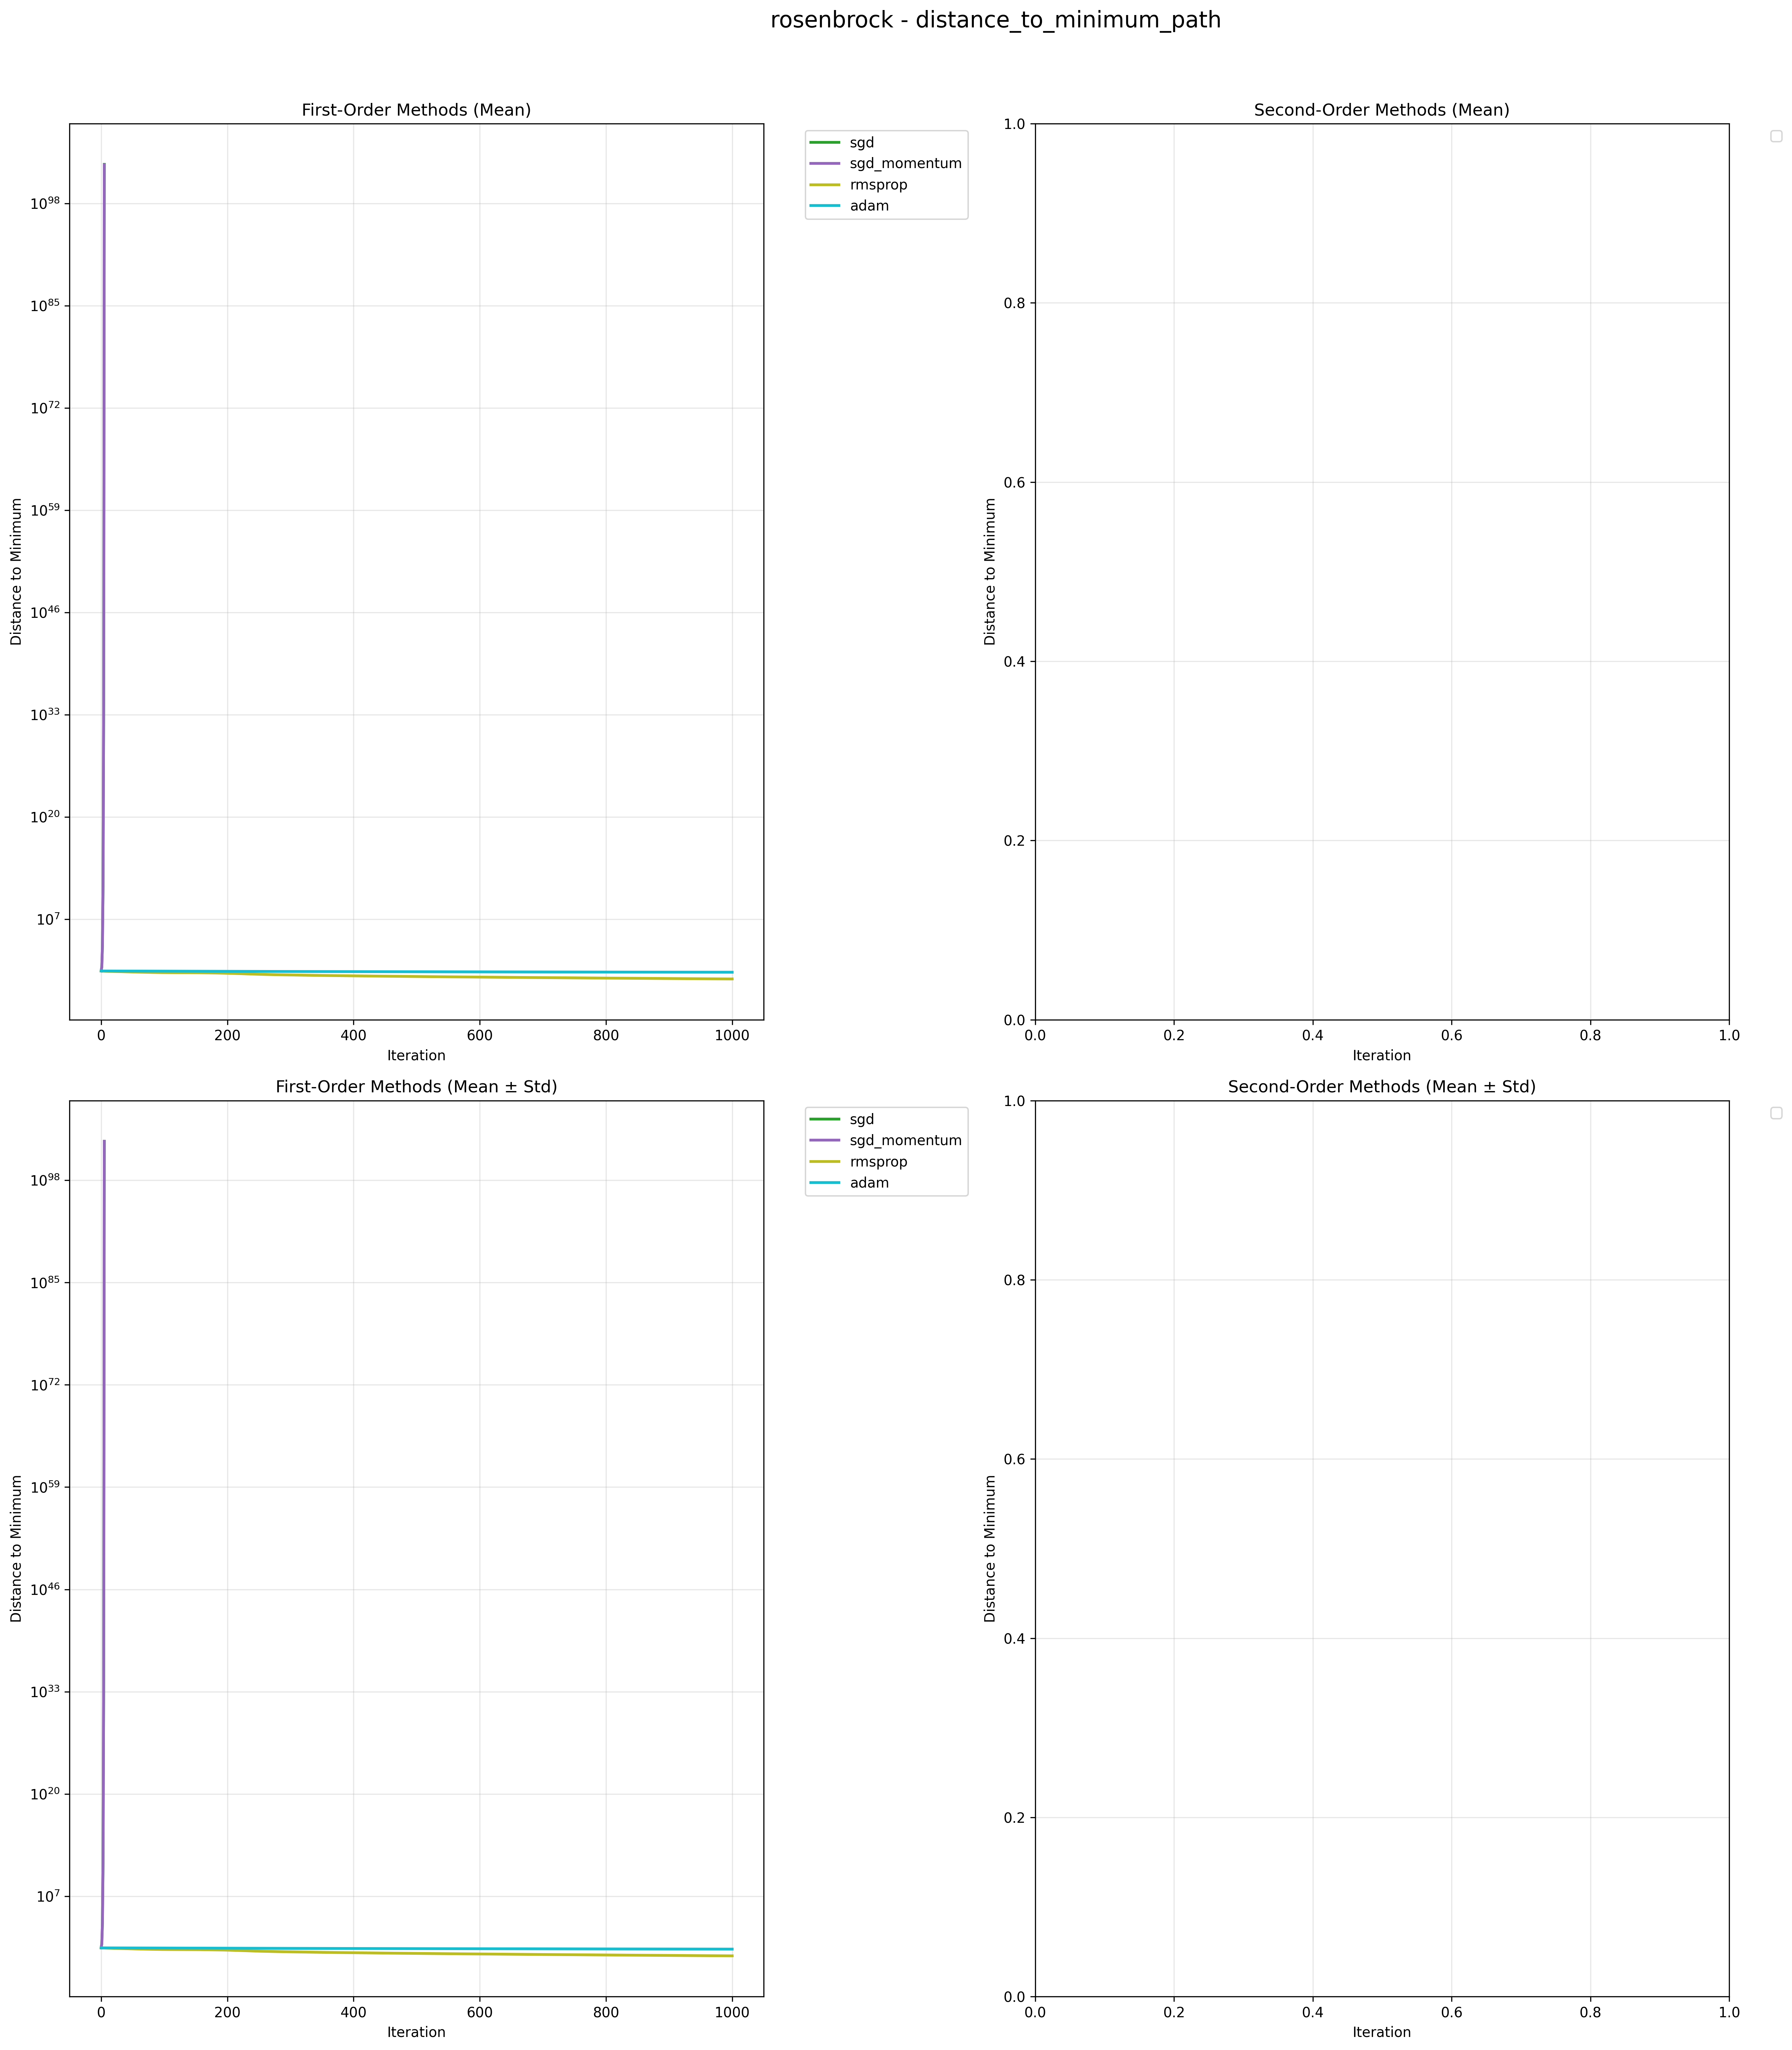 rosenbrock - distance_to_minimum_path
First-Order Methods (Mean)
Distance to Minimum
10^98
10^85
10^72
10^59
10^46
10^33
10^20
10^7
0 200 400 600 800 1000
Iteration
sgd
sgd_momentum
rmsprop
adam
Second-Order Methods (Mean)
Distance to Minimum
1.0
0.8
0.6
0.4
0.2
0.0
0.0 0.2 0.4 0.6 0.8 1.0
Iteration
First-Order Methods (Mean ± Std)
Distance to Minimum
10^98
10^85
10^72
10^59
10^46
10^33
10^20
10^7
0 200 400 600 800 1000
Iteration
sgd
sgd_momentum
rmsprop
adam
Second-Order Methods (Mean ± Std)
Distance to Minimum
1.0
0.8
0.6
0.4
0.2
0.0
0.0 0.2 0.4 0.6 0.8 1.0
Iteration